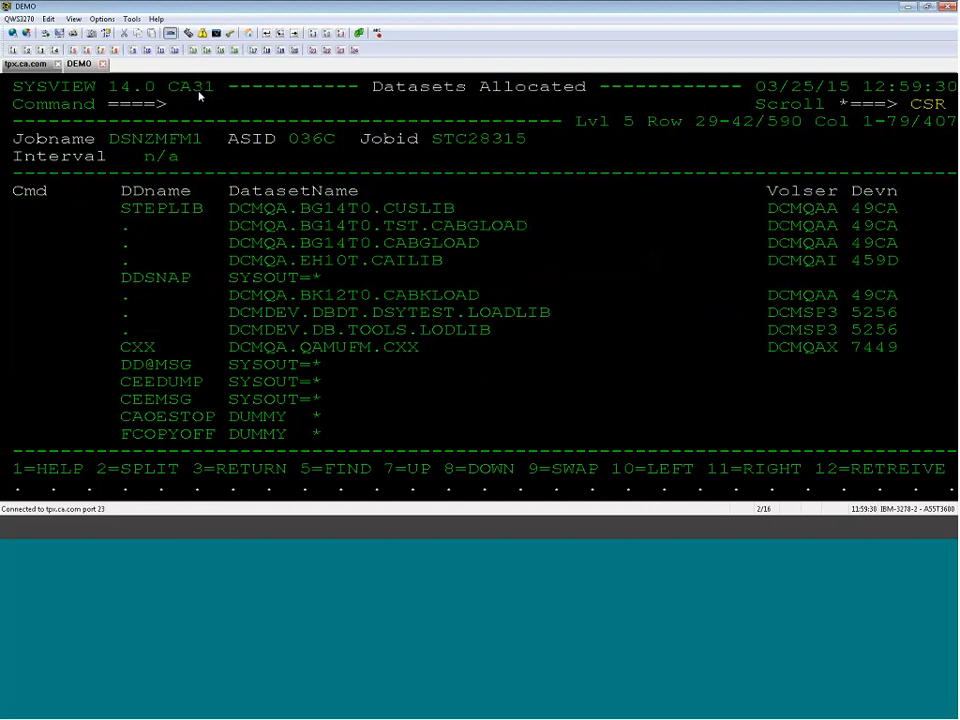 DEMO
QWS3270 Edit View Options Tools Help
tpx.ca.com DEMO
SYSVIEW 14.0 CA31 ----------- Datasets Allocated ------------ 03/25/15 12:59:30
Command ====> Scroll *===> CSR
---------------------------------------------- Lvl 5 Row 29-42/590 Col 1-79/407
Jobname DSNZMFM1 ASID 036C Jobid STC28315
Interval n/a
-------------------------------------------------------------------------------
Cmd DDname DatasetName Volser Devn
STEPLIB DCMQA.BG14T0.CUSLIB DCMQAA 49CA
. DCMQA.BG14T0.TST.CABGLOAD DCMQAA 49CA
. DCMQA.BG14T0.CABGLOAD DCMQAA 49CA
. DCMQA.EH10T.CAILIB DCMQAI 459D
DDSNAP SYSOUT=*
. DCMQA.BK12T0.CABKLOAD DCMQAA 49CA
. DCMDEV.DBDT.DSYTEST.LOADLIB DCMSP3 5256
. DCMDEV.DB.TOOLS.LODLIB DCMSP3 5256
CXX DCMQA.QAMUFM.CXX DCMQAX 7449
DD@MSG SYSOUT=*
CEEDUMP SYSOUT=*
CEEMSG SYSOUT=*
CAOESTOP DUMMY *
FCOPYOFF DUMMY *
-------------------------------------------------------------------------------
1=HELP 2=SPLIT 3=RETURN 5=FIND 7=UP 8=DOWN 9=SWAP 10=LEFT 11=RIGHT 12=RETREIVE
. . . . . . . . . . . . . . . . . . . . . . . . . . .
Connected to tpx.ca.com port 23 2/16 11:59:30 IBM-3278-2 - A55T3600